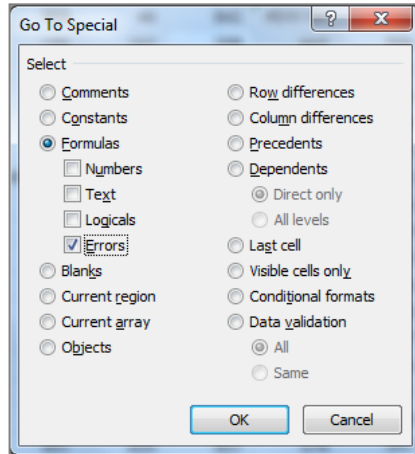 Go To Special
Select
Comments
Constants
Formulas
Numbers
Text
Logicals
Errors
Blanks
Current region
Current array
Objects
Row differences
Column differences
Precedents
Dependents
Direct only
All levels
Last cell
Visible cells only
Conditional formats
Data validation
All
Same
OK
Cancel